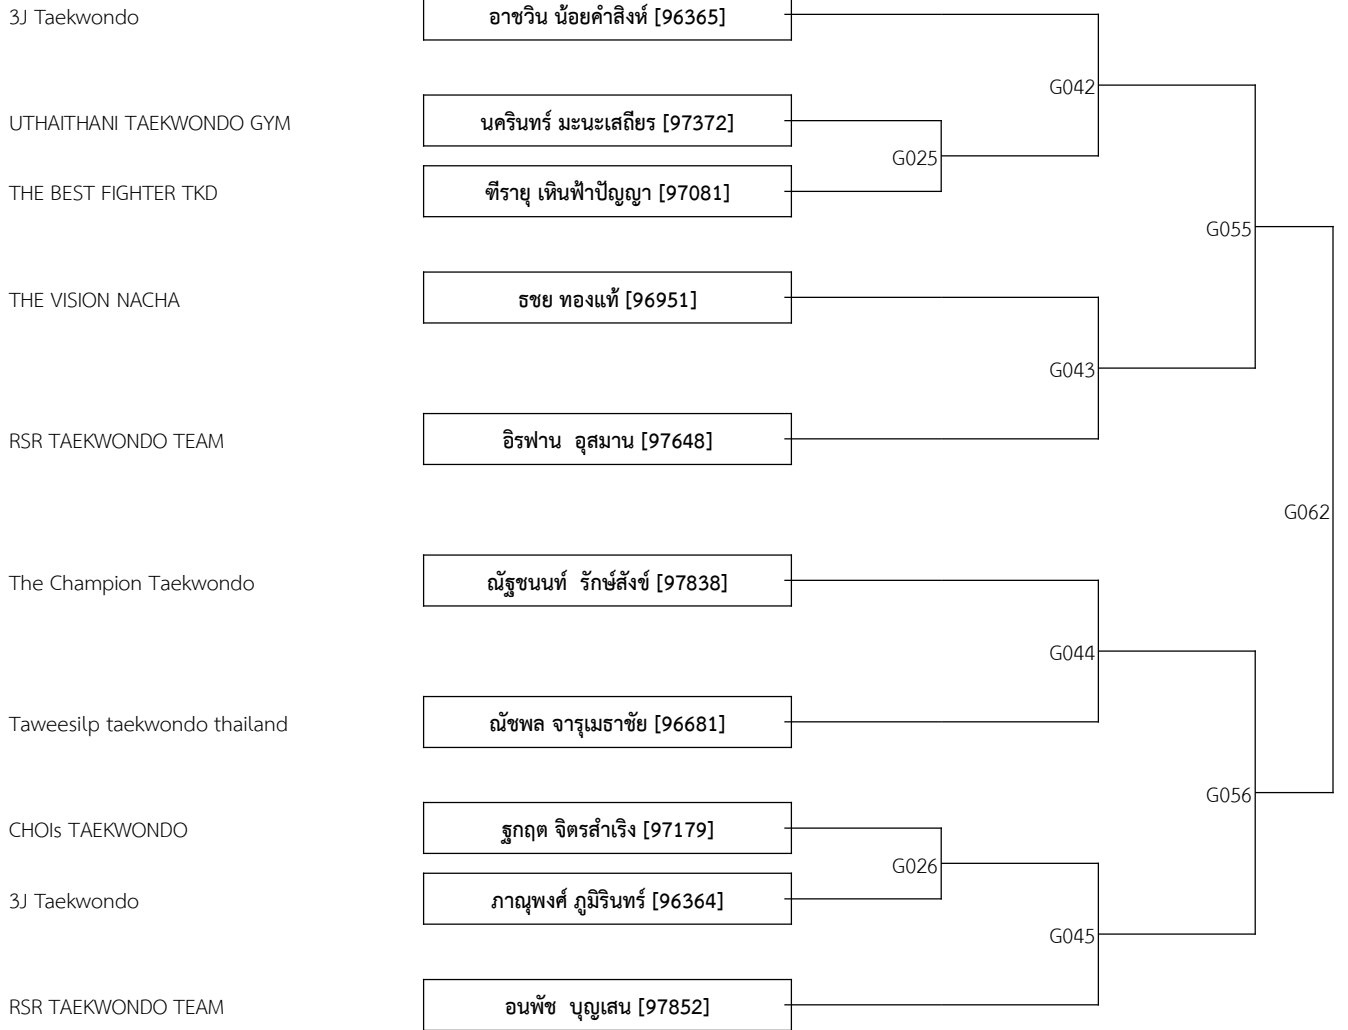 3J Taekwondo อาชวิน น้อยคำสิงห์ [96365]
G042
UTHAITHANI TAEKWONDO GYM นครินทร์ มะนะเสถียร [97372]
G025
THE BEST FIGHTER TKD ฑีรายุ เหินฟ้าปัญญา [97081]
G055
THE VISION NACHA ธชย ทองแท้ [96951]
G043
RSR TAEKWONDO TEAM อิรฟาน  อุสมาน [97648]
G062
The Champion Taekwondo ณัฐชนนท์  รักษ์สังข์ [97838]
G044
Taweesilp taekwondo thailand ณัชพล จารุเมธาชัย [96681]
G056
CHOIs TAEKWONDO ฐกฤต จิตรสำเริง [97179]
G026
3J Taekwondo ภาณุพงศ์ ภูมิรินทร์ [96364]
G045
RSR TAEKWONDO TEAM อนพัช  บุญเสน [97852]